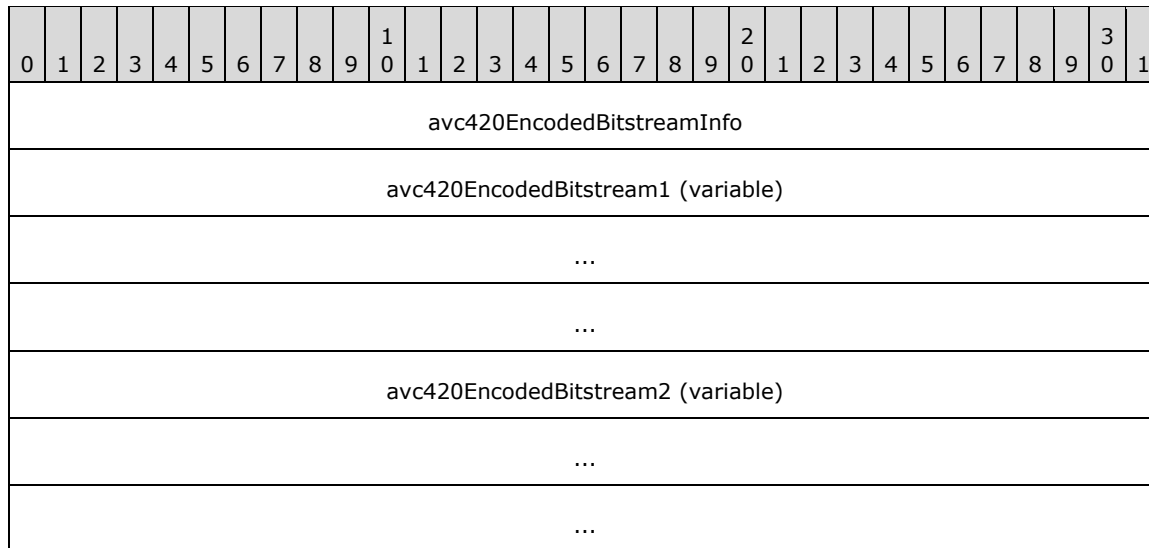 1 2 3
0 1 2 3 4 5 6 7 8 9 0 1 2 3 4 5 6 7 8 9 0 1 2 3 4 5 6 7 8 9 0 1
avc420EncodedBitstreamInfo
avc420EncodedBitstream1 (variable)
...
...
avc420EncodedBitstream2 (variable)
...
...